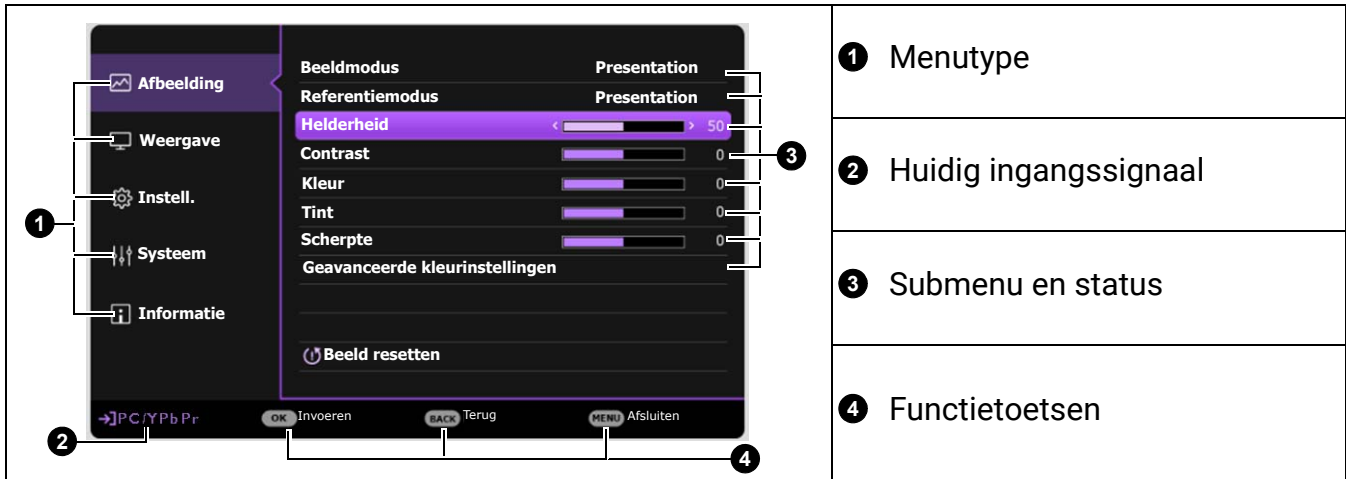 Afbeelding
Weergave
Instell.
Systeem
Informatie
Beeldmodus Presentation
Referentiemodus Presentation
Helderheid 50
Contrast 0
Kleur 0
Tint 0
Scherpte 0
Geavanceerde kleurinstellingen
Beeld resetten
PC/YPbPr OK Invoeren BACK Terug MENU Afsluiten
1
2
3
4
1 Menutype
2 Huidig ingangssignaal
3 Submenu en status
4 Functietoetsen